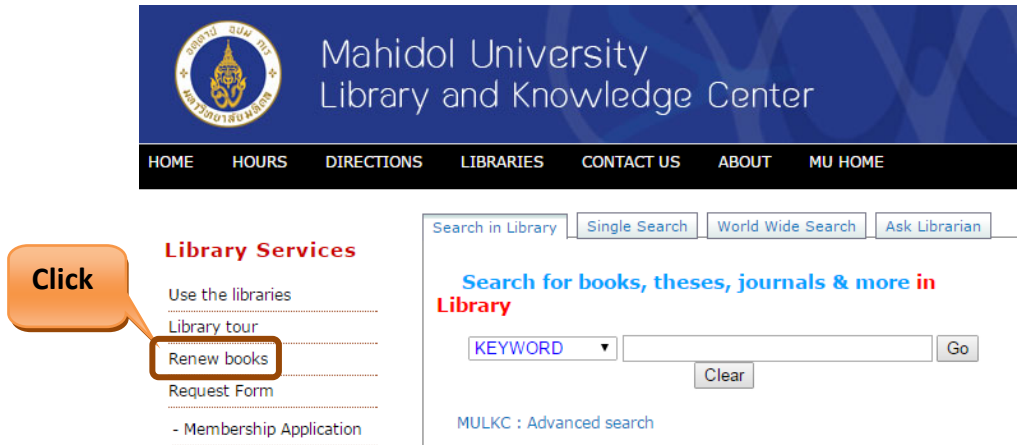 Mahidol University
Library and Knowledge Center
HOME HOURS DIRECTIONS LIBRARIES CONTACT US ABOUT MU HOME
Search in Library Single Search World Wide Search Ask Librarian
Library Services
Click
Use the libraries
Library tour
Renew books
Request Form
- Membership Application
Search for books, theses, journals & more in
Library
KEYWORD Go
Clear
MULKC : Advanced search